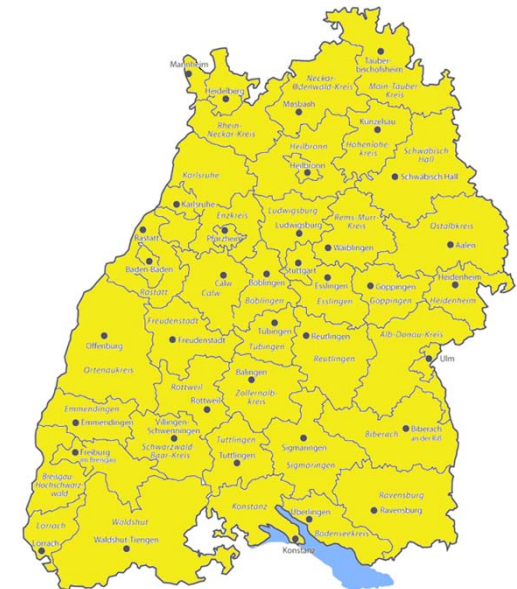 Tauber-
bischofsheim
Mannheim
Neckar-
Odenwald-Kreis
Main-Tauber
Kreis
Heidelberg
Mosbach
Rhein-
Neckar-Kreis
Künzelsau
Heilbronn
Hohenlohe
kreis
Schwäbisch
Hall
Heilbronn
Karlsruhe
Schwäbisch Hall
Karlsruhe
Enzkreis
Ludwigsburg
Rems-Murr-
Kreis
Ostalbkreis
Rastatt
Pforzheim
Ludwigsburg
Waiblingen
Aalen
Baden-Baden
Stuttgart
Calw
Böblingen
Esslingen
Göppingen
Heidenheim
Rastatt
Calw
Böblingen
Esslingen
Göppingen
Heidenheim
Freudenstadt
Tübingen
Alb-Donau-Kreis
Offenburg
Freudenstadt
Tübingen
Reutlingen
Reutlingen
Ulm
Ortenaukreis
Rottweil
Balingen
Zollernalb-
kreis
Emmendingen
Rottweil
Emmendingen
Villingen-
Schwenningen
Biberach
Biberach
an der Riß
Freiburg
im Breisgau
Schwarzwald
Baar-Kreis
Tuttlingen
Tuttlingen
Sigmaringen
Sigmaringen
Breisgau-
Hochschwarz-
wald
Ravensburg
Konstanz
Überlingen
Ravensburg
Lörrach
Waldshut
Bodenseekreis
Lörrach
Waldshut-Tiengen
Konstanz